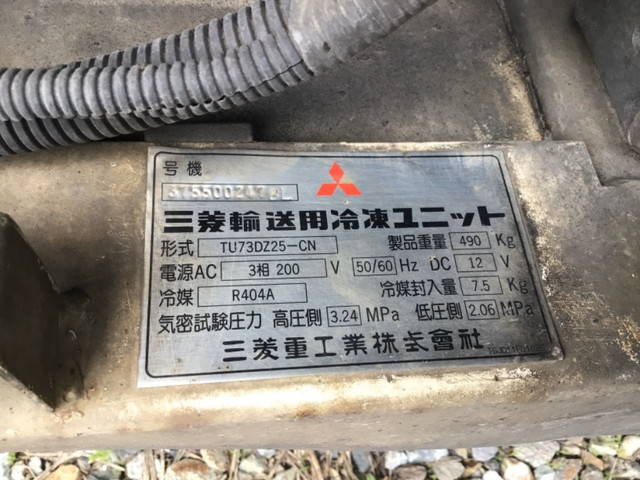 号機
三菱輸送用冷凍ユニット
形式 TU73DZ25-CN 製品重量 490 Kg
電源AC 3相 200 V 50/60 Hz DC 12 V
冷媒 R404A 冷媒封入量 7.5 Kg
気密試験圧力 高圧側 3.24 MPa 低圧側 2.06 MPa
三菱重工業株式會社